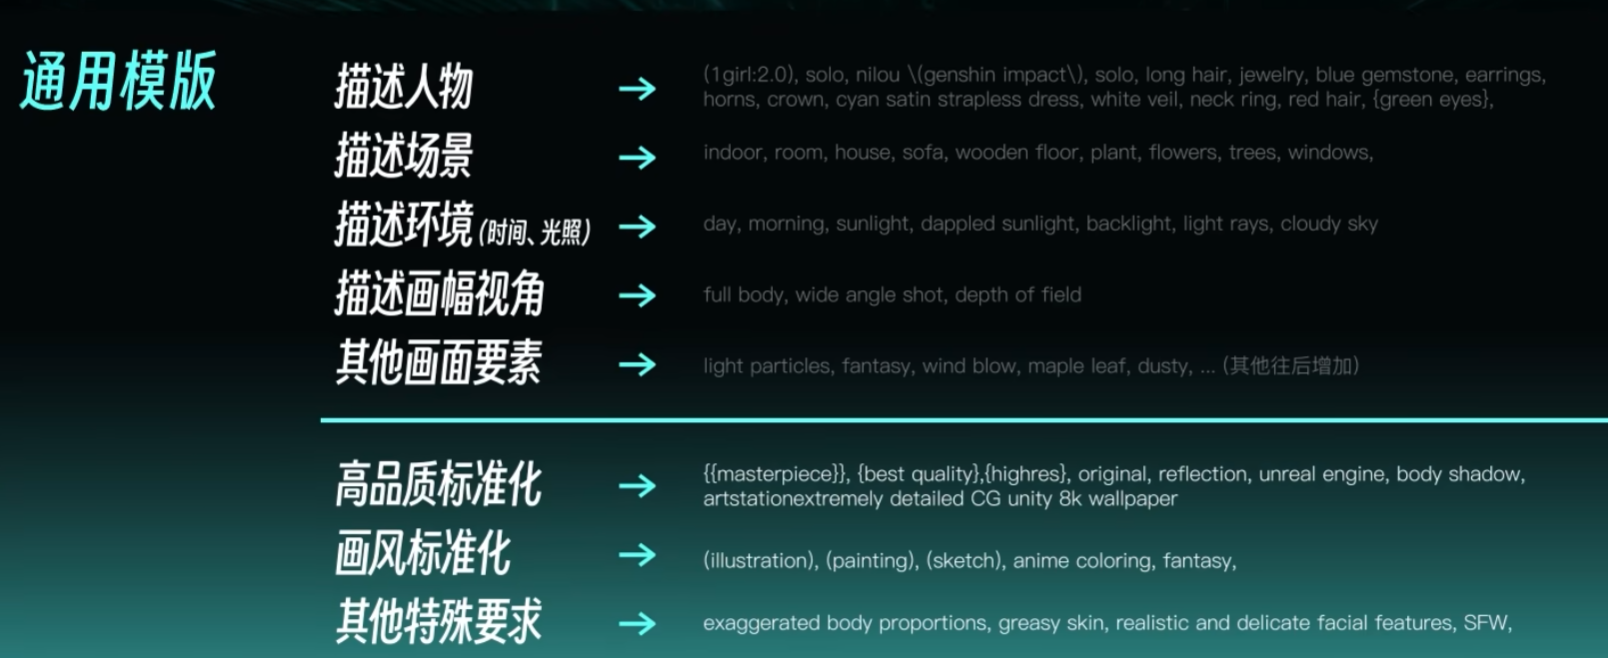 通用模版
描述人物 → (1girl:2.0), solo, nilou \(genshin impact\), solo, long hair, jewelry, blue gemstone, earrings,
horns, crown, cyan satin strapless dress, white veil, neck ring, red hair, {green eyes},
描述场景 → indoor, room, house, sofa, wooden floor, plant, flowers, trees, windows,
描述环境(时间、光照) → day, morning, sunlight, dappled sunlight, backlight, light rays, cloudy sky
描述画幅视角 → full body, wide angle shot, depth of field
其他画面要素 → light particles, fantasy, wind blow, maple leaf, dusty, ... (其他往后增加)
高品质标准化 → {{masterpiece}}, {best quality},{highres}, original, reflection, unreal engine, body shadow,
artstationextremely detailed CG unity 8k wallpaper
画风标准化 → (illustration), (painting), (sketch), anime coloring, fantasy,
其他特殊要求 → exaggerated body proportions, greasy skin, realistic and delicate facial features, SFW,